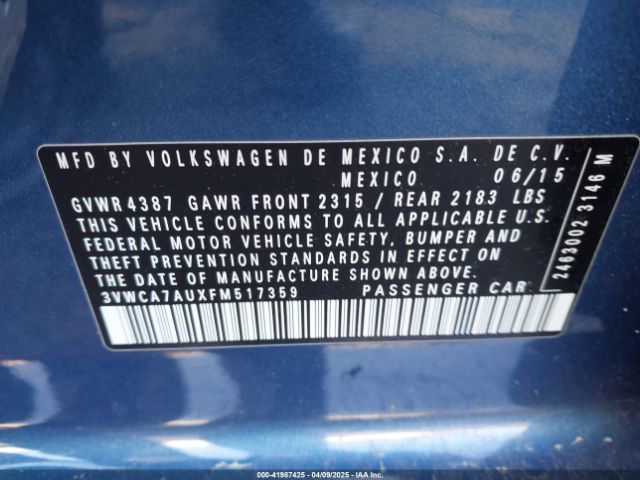 MFD BY VOLKSWAGEN DE MEXICO S.A. DE C.V.
MEXICO 06/15
GVWR 4387 GAWR FRONT 2315 / REAR 2183 LBS
THIS VEHICLE CONFORMS TO ALL APPLICABLE U.S.
FEDERAL MOTOR VEHICLE SAFETY, BUMPER AND
THEFT PREVENTION STANDARDS IN EFFECT ON
THE DATE OF MANUFACTURE SHOWN ABOVE.
3VWCA7AUXFM517359 PASSENGER CAR
2463002 3146 M
000-41987425 - 04/09/2025 - IAA Inc.